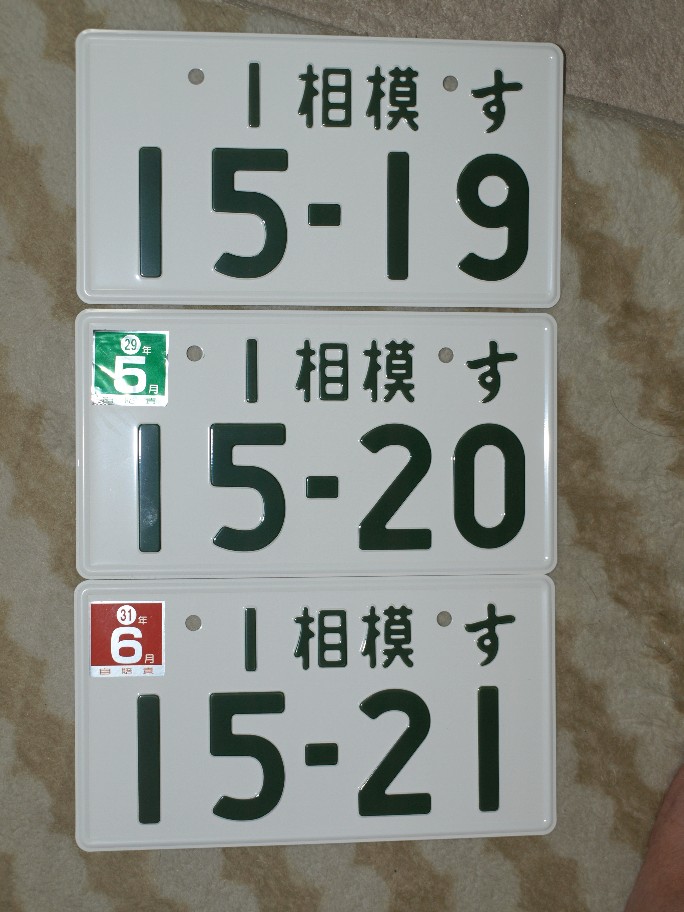 1 相模 す
15-19
29年
5月
1 相模 す
15-20
31年
6月
自賠責
1 相模 す
15-21